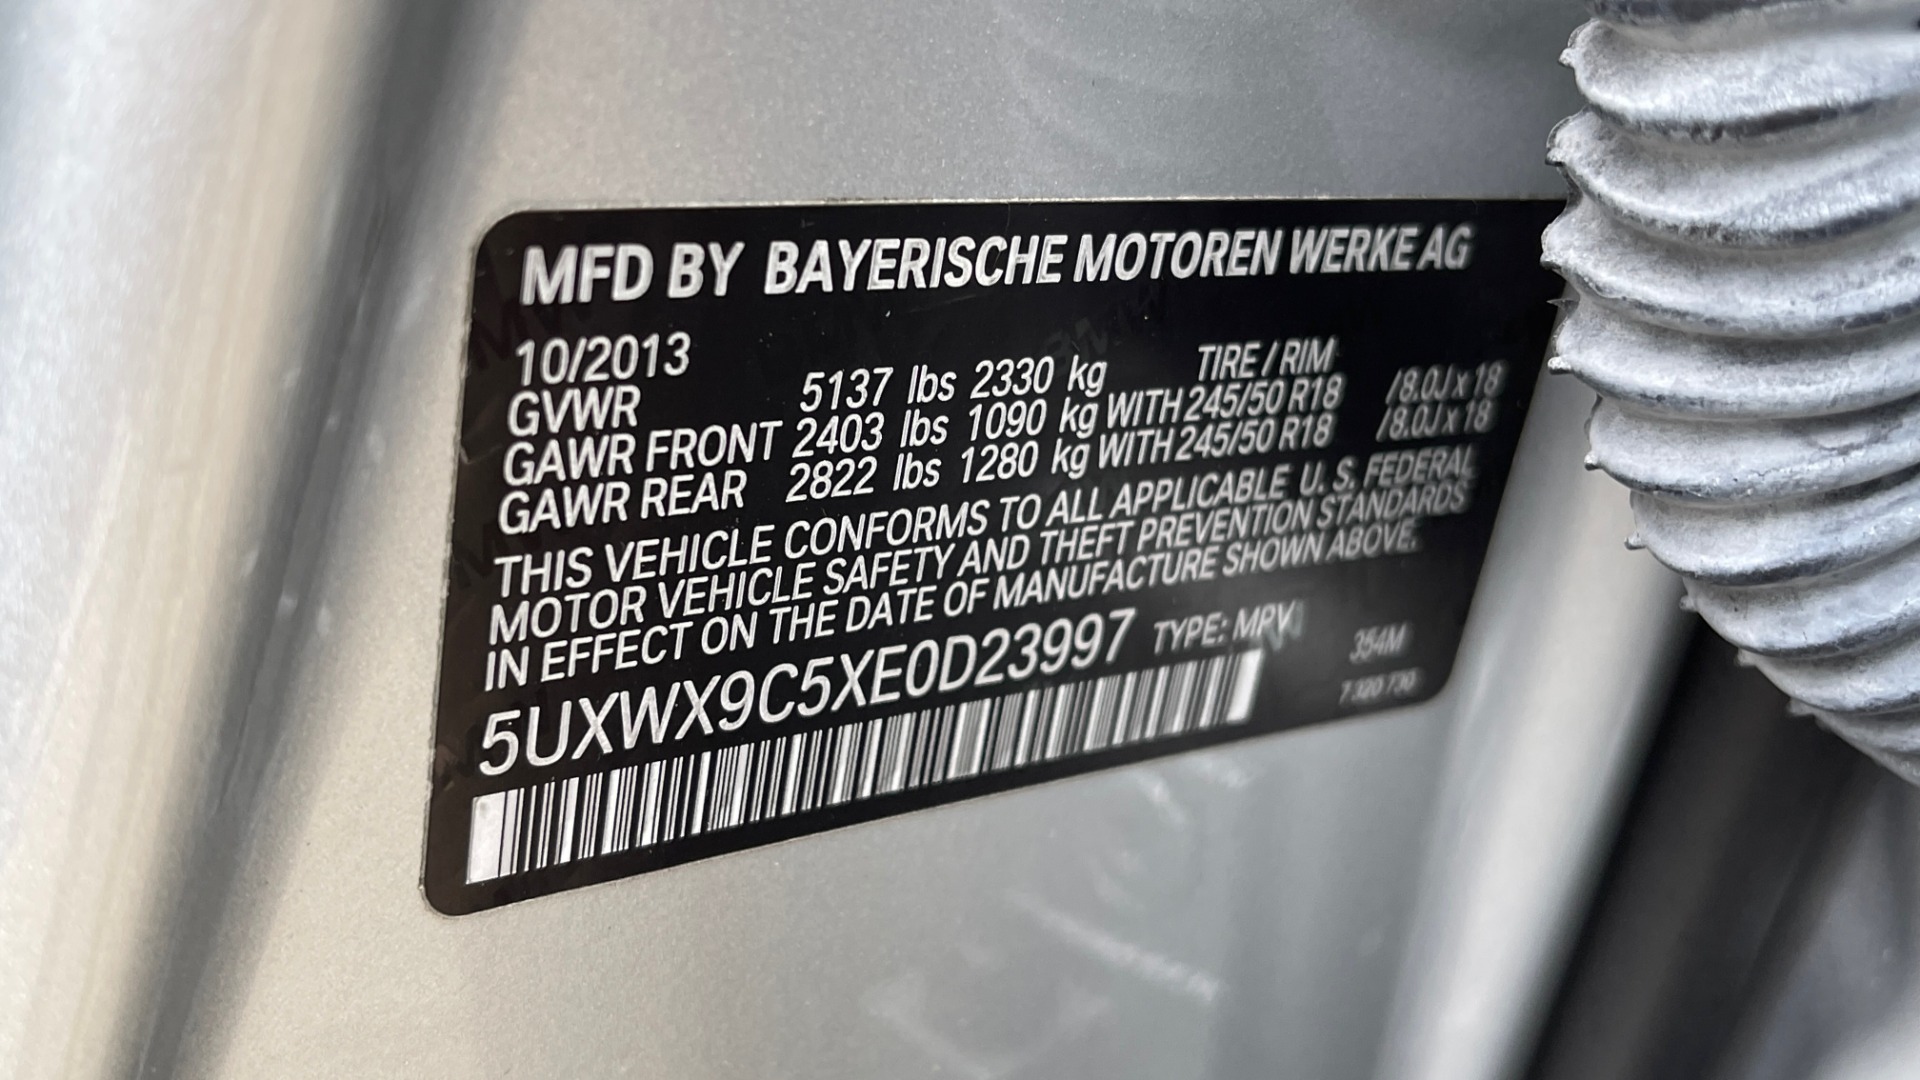 MFD BY BAYERISCHE MOTOREN WERKE AG
10/2013
TIRE / RIM
GVWR 5137 lbs 2330 kg
GAWR FRONT 2403 lbs 1090 kg WITH 245/50 R18 /8.0J x 18
GAWR REAR 2822 lbs 1280 kg WITH 245/50 R18 /8.0J x 18
THIS VEHICLE CONFORMS TO ALL APPLICABLE U. S. FEDERAL
MOTOR VEHICLE SAFETY AND THEFT PREVENTION STANDARDS
IN EFFECT ON THE DATE OF MANUFACTURE SHOWN ABOVE.
5UXWX9C5XE0D23997 TYPE: MPV
354M
7 320 730